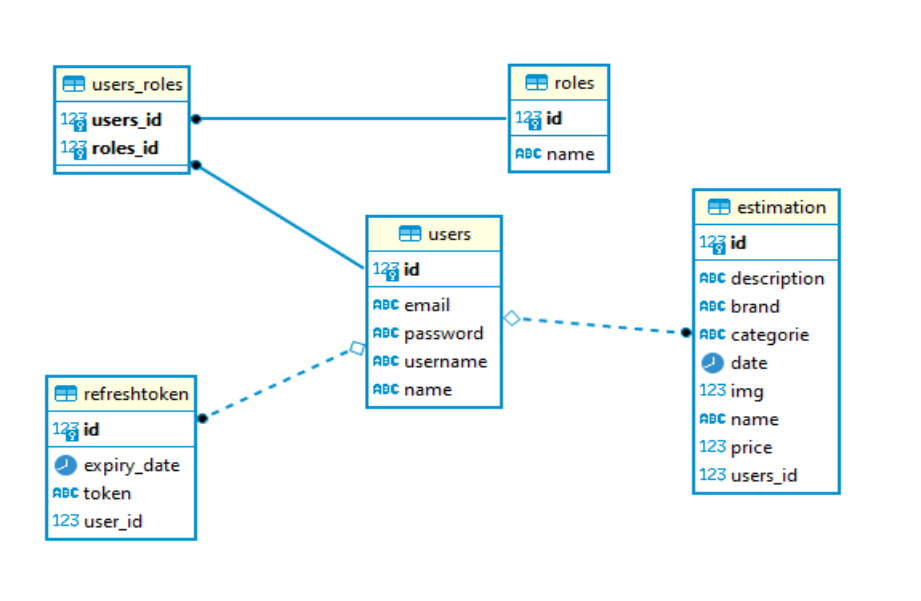 users_roles
123 users_id
123 roles_id
roles
123 id
ABC name
users
123 id
ABC email
ABC password
ABC username
ABC name
estimation
123 id
ABC description
ABC brand
ABC categorie
date
123 img
ABC name
123 price
123 users_id
refreshtoken
123 id
expiry_date
ABC token
123 user_id